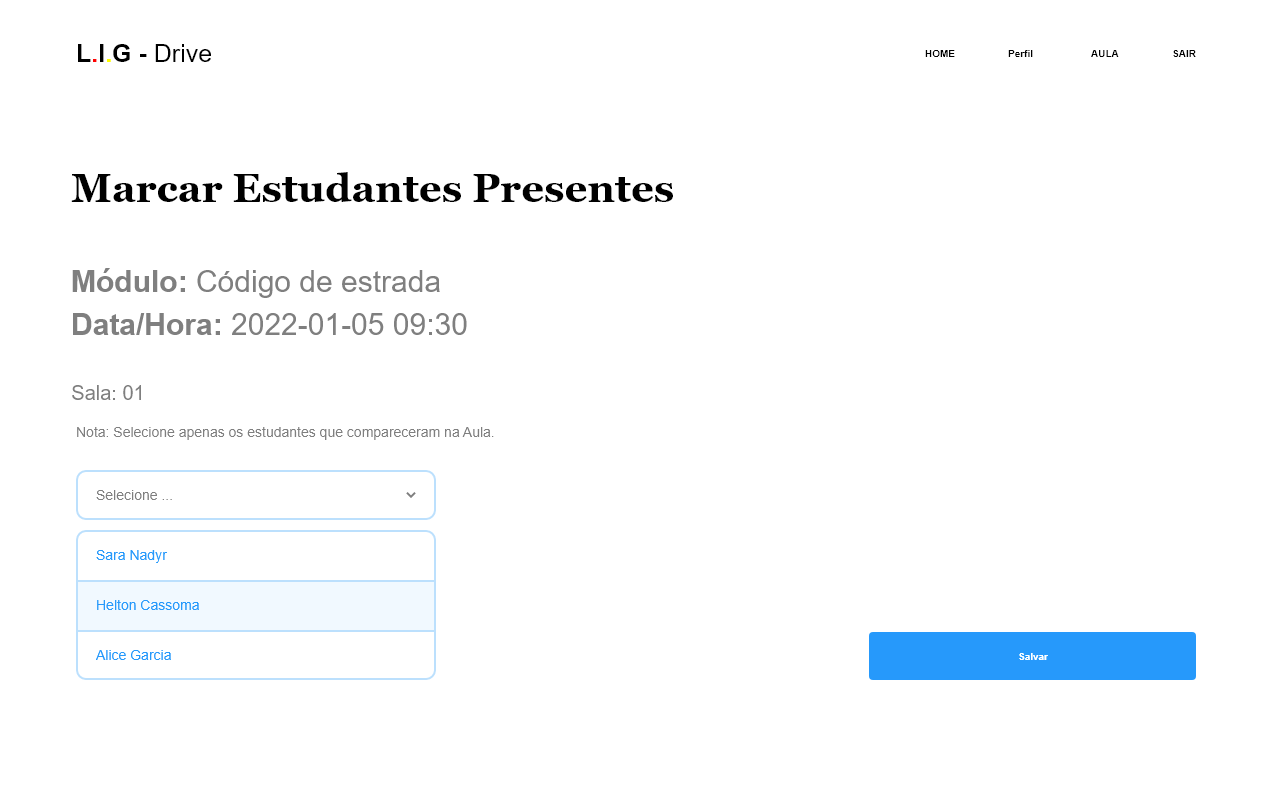 L.I.G - Drive
HOME
Perfil
AULA
SAIR
Marcar Estudantes Presentes
Módulo: Código de estrada
Data/Hora: 2022-01-05 09:30
Sala: 01
Nota: Selecione apenas os estudantes que compareceram na Aula.
Selecione ...
Sara Nadyr
Helton Cassoma
Alice Garcia
Salvar